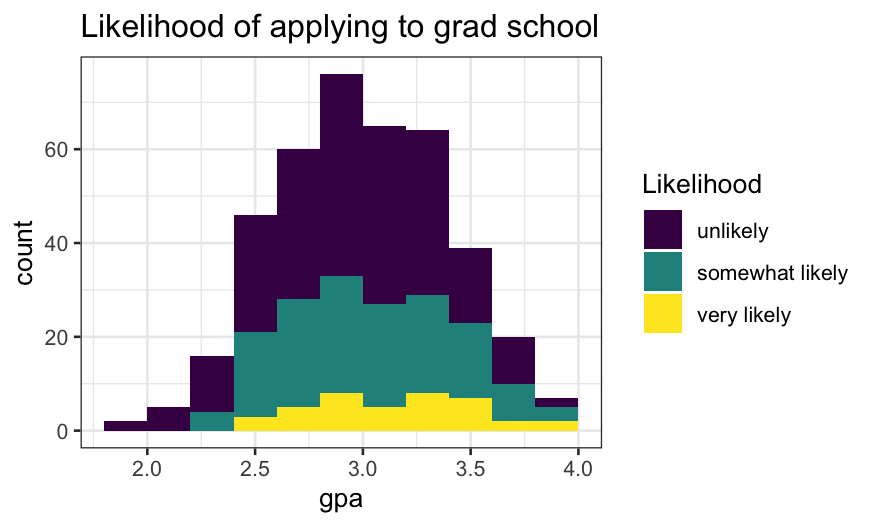 Likelihood of applying to grad school
60
40
20
0
count
2.0 2.5 3.0 3.5 4.0
gpa
Likelihood
unlikely
somewhat likely
very likely